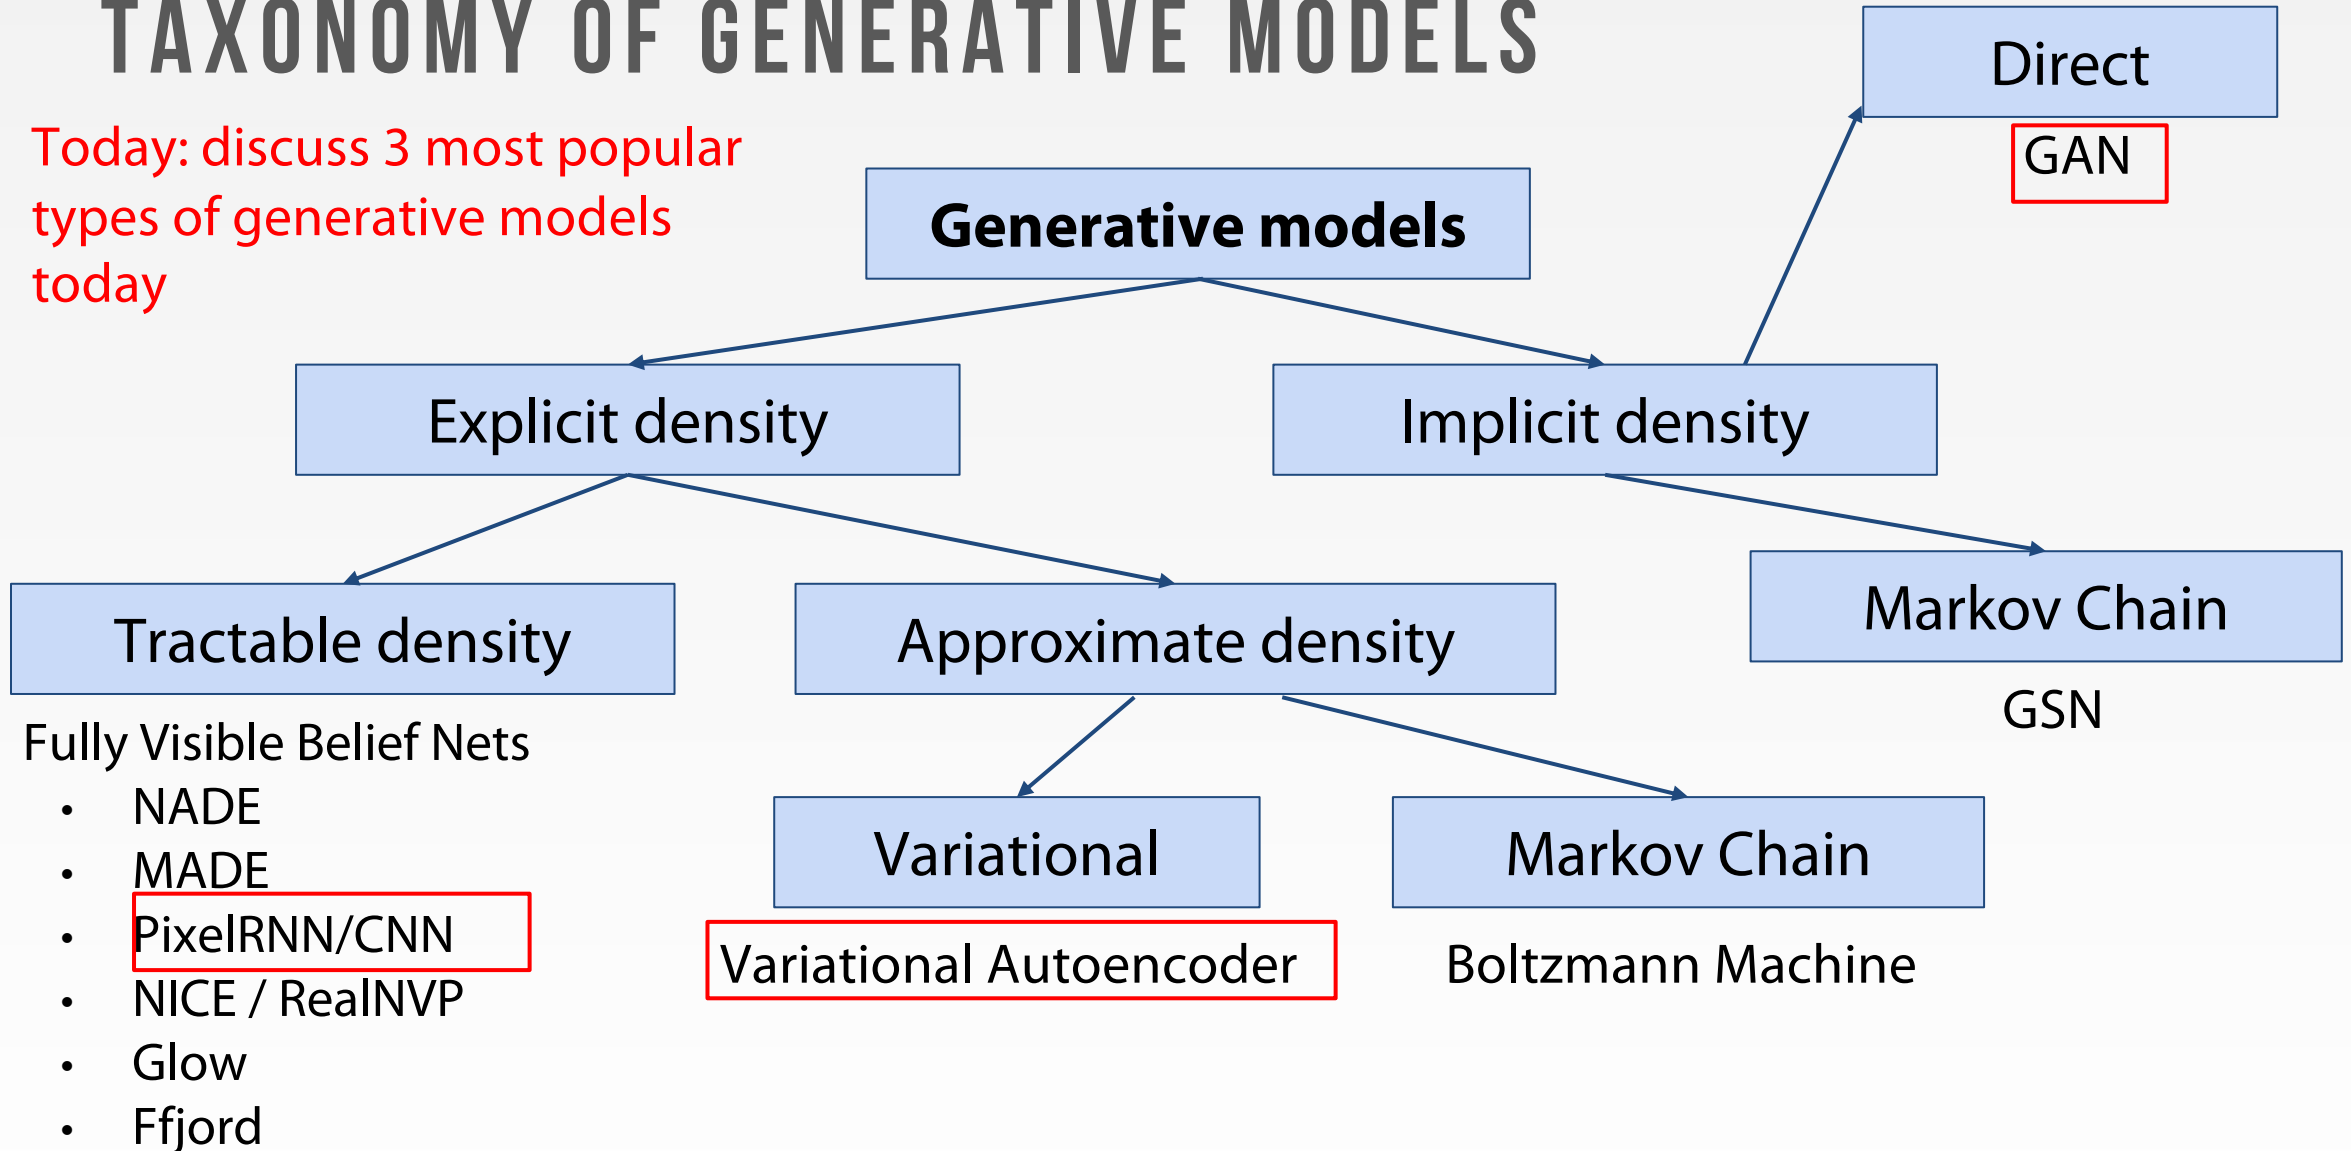 TAXONOMY OF GENERATIVE MODELS
Today: discuss 3 most popular
types of generative models
today
Direct
GAN
Generative models
Explicit density
Implicit density
Tractable density
Approximate density
Markov Chain
GSN
Fully Visible Belief Nets
• NADE
• MADE
• PixelRNN/CNN
• NICE / RealNVP
• Glow
• Ffjord
Variational
Markov Chain
Variational Autoencoder
Boltzmann Machine